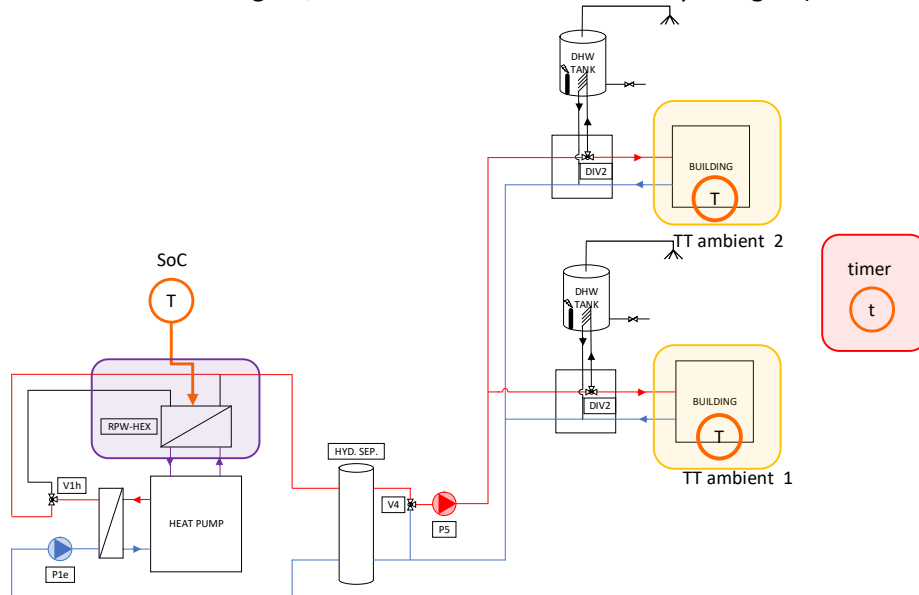 DHW
TANK
DIV2
BUILDING
T
TT ambient 2
SoC
T
timer
t
DHW
TANK
DIV2
BUILDING
T
TT ambient 1
RPW-HEX
HYD. SEP.
V1h
V4
P5
HEAT PUMP
P1e